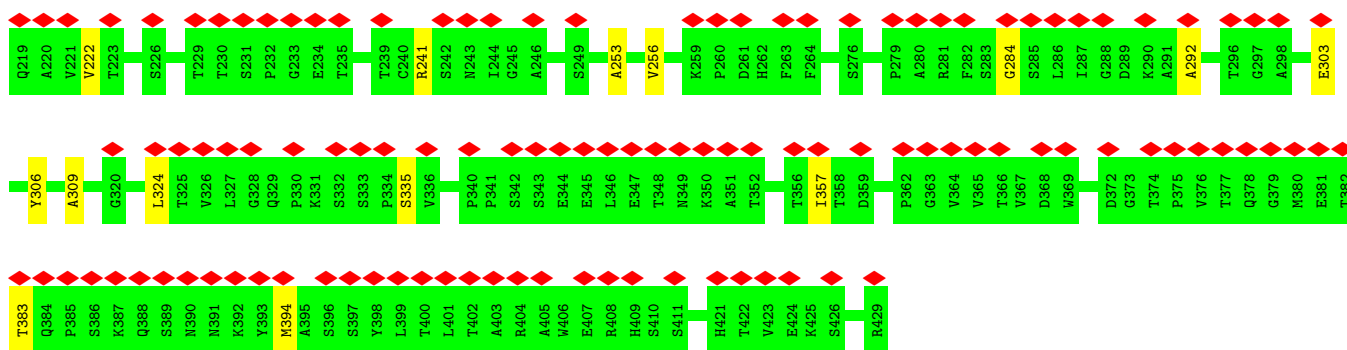 Q219 A220 V221 V222 T223 S226 T229 T230 S231 P232 G233 E234 T235 T239 C240 R241 S242 N243 I244 G245 A246 S249 A253 V256 K259 P260 D261 H262 F263 F264 S276 P279 A280 R281 F282 S283 G284 S285 L286 I287 G288 D289 K290 A291 A292 T296 G297 A298 E303
Y306 A309 G320 L324 T325 V326 L327 G328 Q329 P330 K331 S332 S333 P334 S335 V336 P340 P341 S342 S343 E344 E345 E347 T348 N349 K350 A351 T352 T356 I357 T358 D359 P362 G363 V364 V365 T366 V367 D368 W369 D372 G373 T374 P375 V376 T377 Q378 G379 M380 E381 T382
T383 Q384 P385 S386 K387 Q388 S389 N390 N391 K392 Y393 M394 A395 S396 S397 Y398 L399 T400 L401 T402 A403 R404 A405 W406 E407 R408 H409 S410 S411 H421 T422 V423 E424 K425 S426 R429